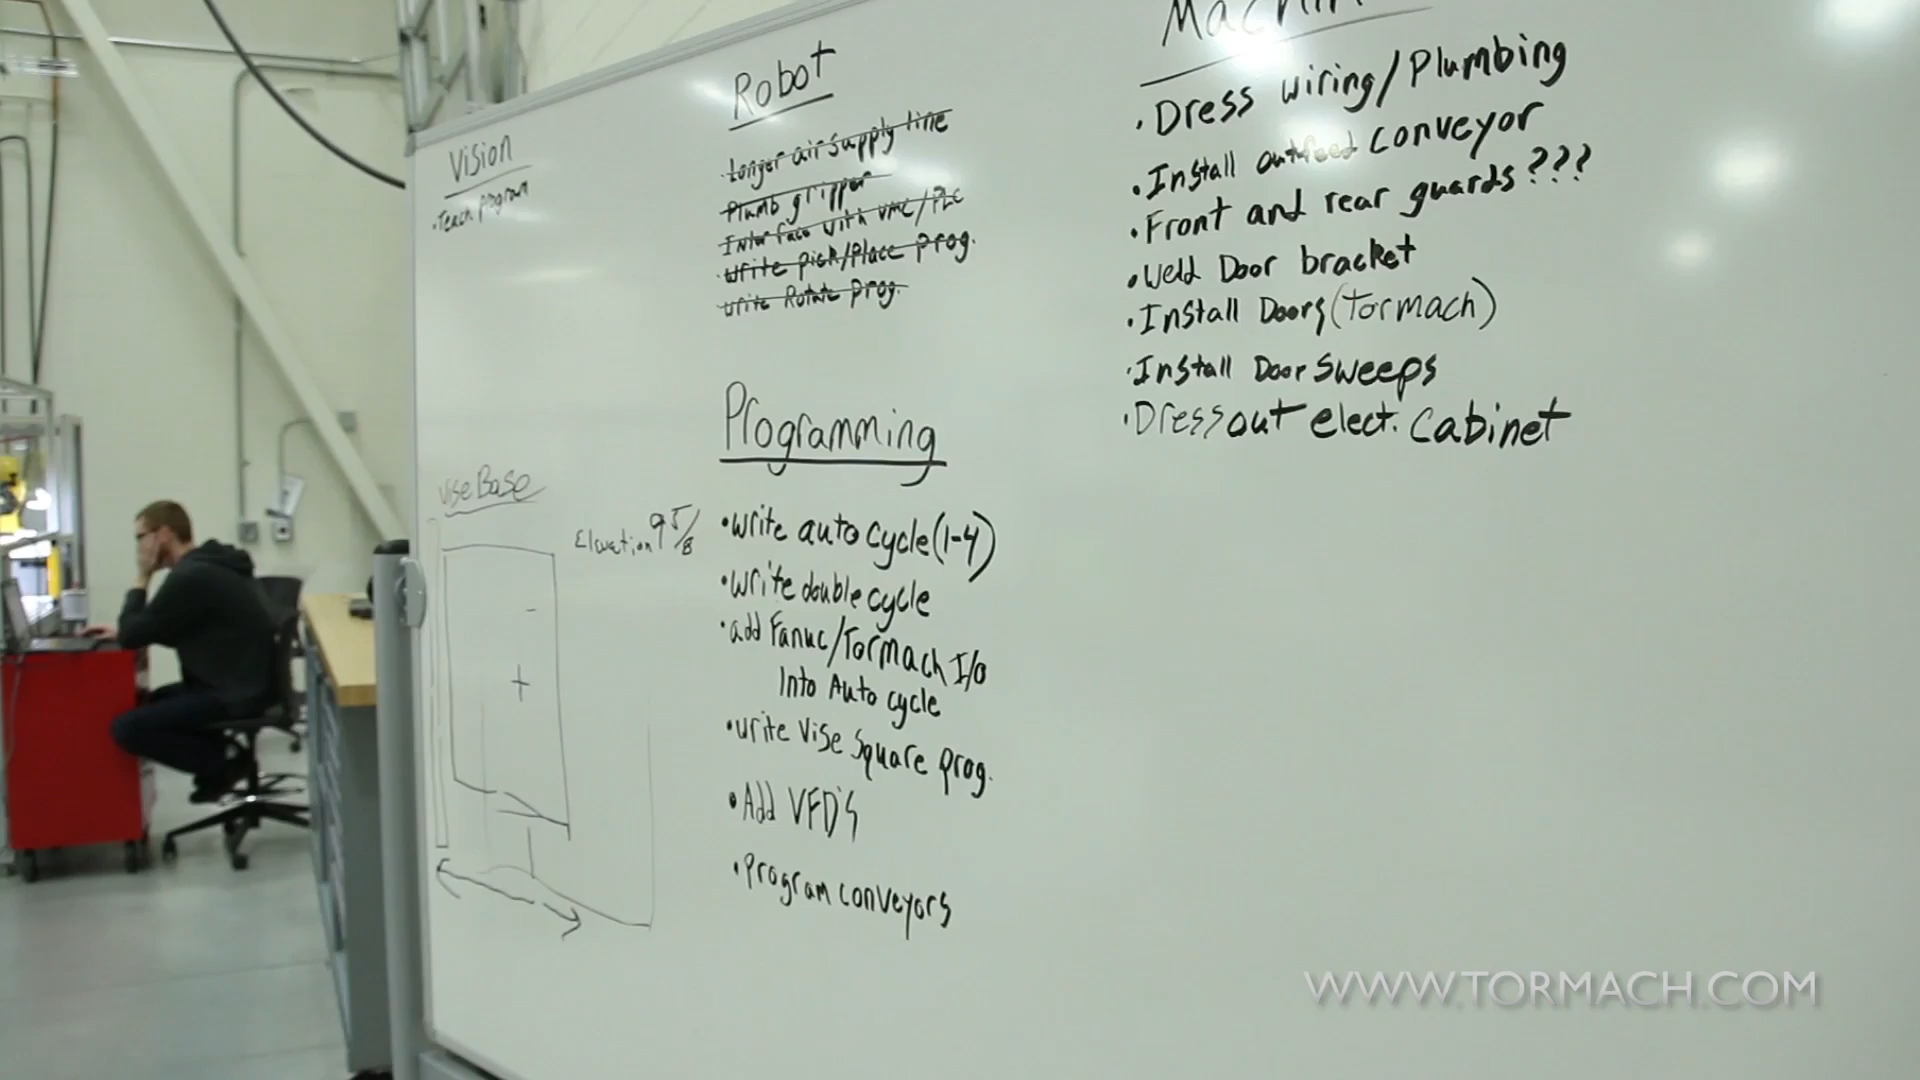 Vision
• Teach program
Vise Base
Elevation 9 5/8
Robot
• Longer air supply line
• Plumb gripper
• Interface with VMC/PLC
• Write Pick/Place prog.
• Write Rotate prog.
Programming
• Write auto cycle (1-4)
• Write double cycle
• add Fanuc/Tormach I/O
Into Auto cycle
• Write Vise Square prog.
• Add VFD'S
• Program conveyors
• Dress wiring/Plumbing
• Install outfeed conveyor
• Front and rear guards???
• Weld Door bracket
• Install Doors (Tormach)
• Install Door sweeps
• Dress out elect. cabinet
WWW.TORMACH.COM